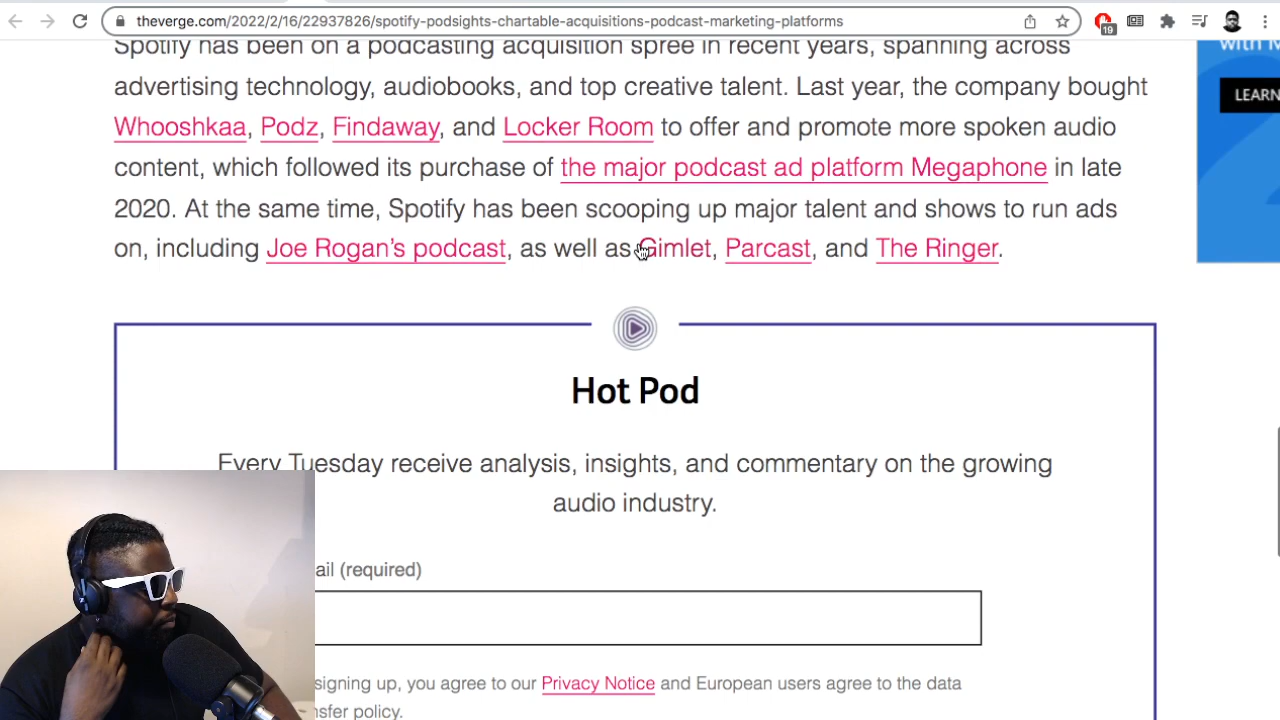 theverge.com/2022/2/16/22937826/spotify-podsights-chartable-acquisitions-podcast-marketing-platforms
19
Spotify has been on a podcasting acquisition spree in recent years, spanning across
advertising technology, audiobooks, and top creative talent. Last year, the company bought
Whooshkaa, Podz, Findaway, and Locker Room to offer and promote more spoken audio
content, which followed its purchase of the major podcast ad platform Megaphone in late
2020. At the same time, Spotify has been scooping up major talent and shows to run ads
on, including Joe Rogan's podcast, as well as Gimlet, Parcast, and The Ringer.
with
LEARN
Hot Pod
Every Tuesday receive analysis, insights, and commentary on the growing
audio industry.
ail (required)
signing up, you agree to our Privacy Notice and European users agree to the data
nsfer policy.